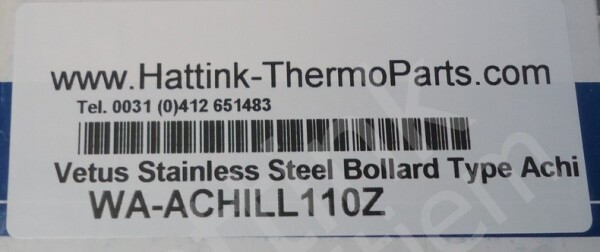 www.Hattink-ThermoParts.com
Tel. 0031 (0)412 651483
Vetus Stainless Steel Bollard Type Achi
WA-ACHILL110Z